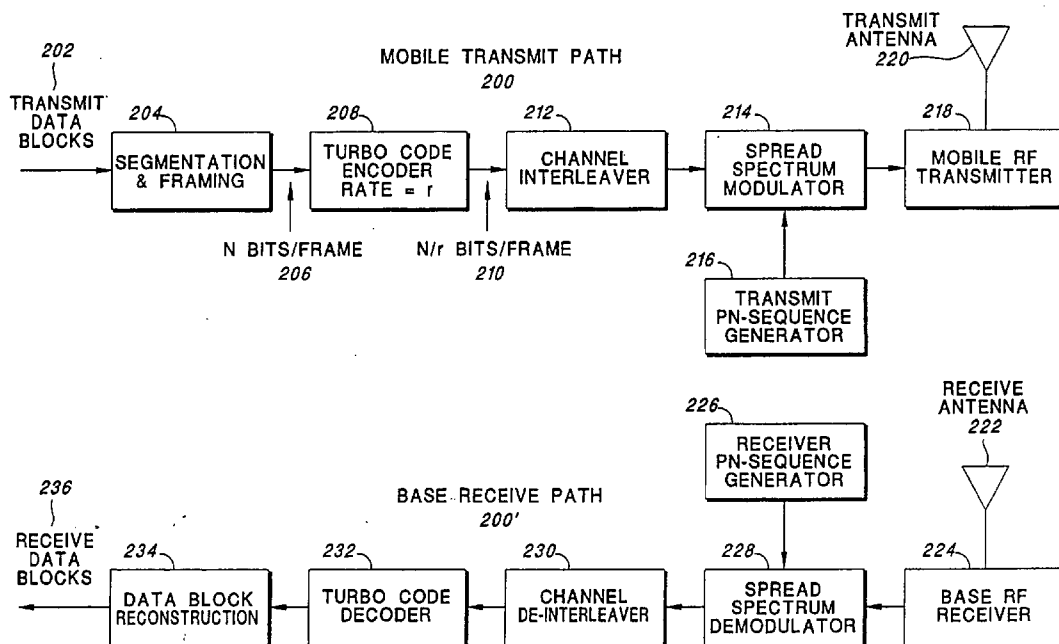 202
TRANSMIT
DATA
BLOCKS
MOBILE TRANSMIT PATH
200
TRANSMIT
ANTENNA
220
204
SEGMENTATION
& FRAMING
208
TURBO CODE
ENCODER
RATE = r
212
CHANNEL
INTERLEAVER
214
SPREAD
SPECTRUM
MODULATOR
218
MOBILE RF
TRANSMITTER
N BITS/FRAME
206
N/r BITS/FRAME
210
216
TRANSMIT
PN-SEQUENCE
GENERATOR
226
RECEIVER
PN-SEQUENCE
GENERATOR
RECEIVE
ANTENNA
222
236
RECEIVE
DATA
BLOCKS
BASE RECEIVE PATH
200'
234
DATA BLOCK
RECONSTRUCTION
232
TURBO CODE
DECODER
230
CHANNEL
DE-INTERLEAVER
228
SPREAD
SPECTRUM
DEMODULATOR
224
BASE RF
RECEIVER